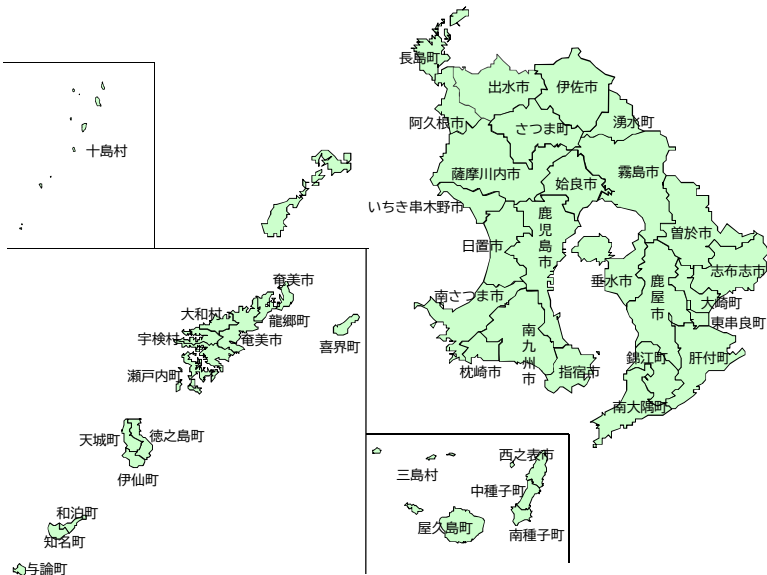 長島町
出水市
伊佐市
阿久根市
さつま町
湧水町
十島村
薩摩川内市
姶良市
霧島市
いちき串木野市
鹿児島市
日置市
曽於市
志布志市
垂水市
鹿屋市
大崎町
東串良町
南さつま市
南九州市
枕崎市
指宿市
錦江町
肝付町
南大隅町
奄美市
大和村
龍郷町
宇検村
奄美市
喜界町
瀬戸内町
天城町
徳之島町
伊仙町
和泊町
知名町
与論町
西之表市
三島村
中種子町
屋久島町
南種子町